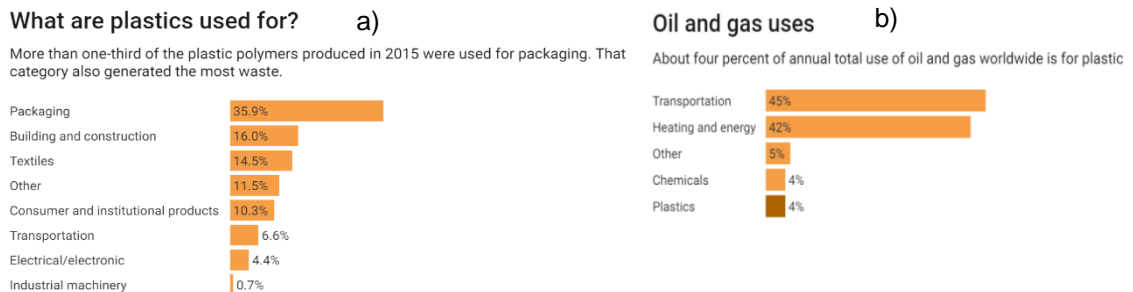 What are plastics used for?
a)
More than one-third of the plastic polymers produced in 2015 were used for packaging. That
category also generated the most waste.
Packaging 35.9%
Building and construction 16.0%
Textiles 14.5%
Other 11.5%
Consumer and institutional products 10.3%
Transportation 6.6%
Electrical/electronic 4.4%
Industrial machinery 0.7%
Oil and gas uses
b)
About four percent of annual total use of oil and gas worldwide is for plastic
Transportation 45%
Heating and energy 42%
Other 5%
Chemicals 4%
Plastics 4%